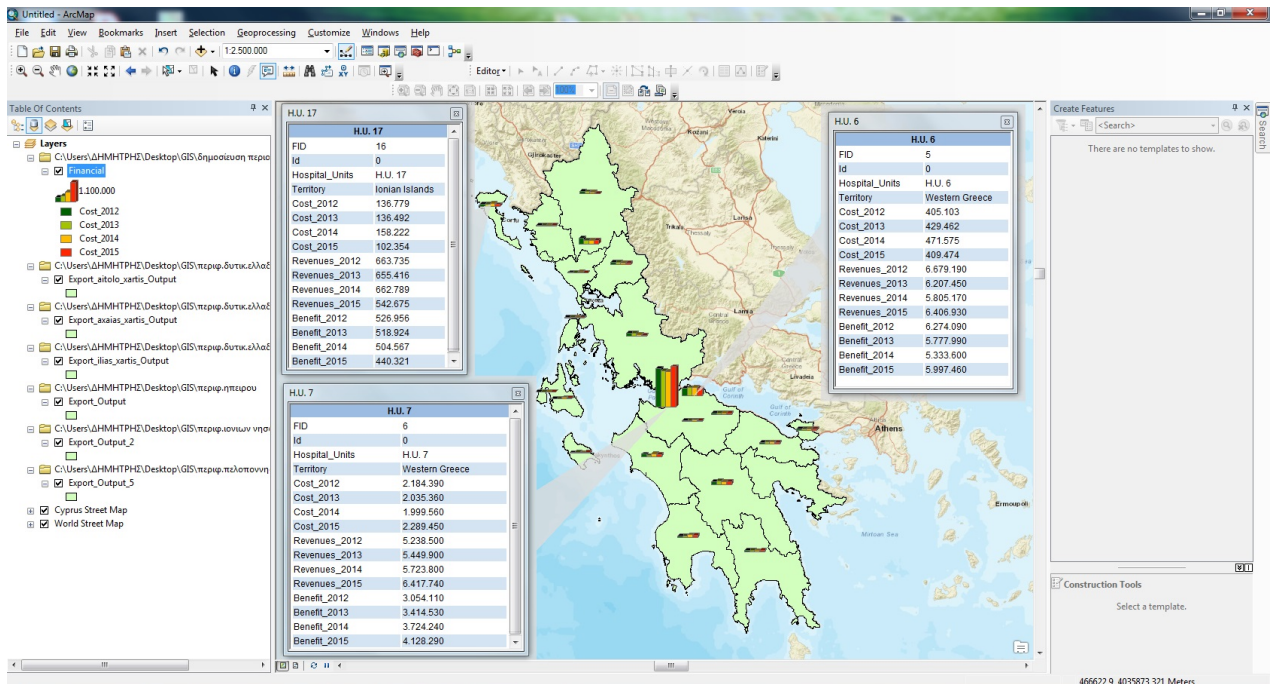 Untitled - ArcMap
File Edit View Bookmarks Insert Selection Geoprocessing Customize Windows Help
1:2.500.000
Editor
100%
Table Of Contents
Layers
C:\Users\ΔΗΜΗΤΡΗΣ\Desktop\GIS\δημοσίευση περιο
Financial
1.100.000
Cost_2012
Cost_2013
Cost_2014
Cost_2015
C:\Users\ΔΗΜΗΤΡΗΣ\Desktop\GIS\περιφ.δυτικ.ελλαδ
Export_aitolo_xartis_Output
C:\Users\ΔΗΜΗΤΡΗΣ\Desktop\GIS\περιφ.δυτικ.ελλαδ
Export_axaias_xartis_Output
C:\Users\ΔΗΜΗΤΡΗΣ\Desktop\GIS\περιφ.δυτικ.ελλαδ
Export_ilias_xartis_Output
C:\Users\ΔΗΜΗΤΡΗΣ\Desktop\GIS\περιφ.ηπειρου
Export_Output
C:\Users\ΔΗΜΗΤΡΗΣ\Desktop\GIS\περιφ.ιονιων νησ
Export_Output_2
C:\Users\ΔΗΜΗΤΡΗΣ\Desktop\GIS\περιφ.πελοποννη
Export_Output_5
Cyprus Street Map
World Street Map
H.U. 17
H.U. 17
FID 16
Id 0
Hospital_Units H.U. 17
Territory Ionian Islands
Cost_2012 136.779
Cost_2013 136.492
Cost_2014 158.222
Cost_2015 102.354
Revenues_2012 663.735
Revenues_2013 655.416
Revenues_2014 662.789
Revenues_2015 542.675
Benefit_2012 526.956
Benefit_2013 518.924
Benefit_2014 504.567
Benefit_2015 440.321
H.U. 7
H.U. 7
FID 6
Id 0
Hospital_Units H.U. 7
Territory Western Greece
Cost_2012 2.184.390
Cost_2013 2.035.360
Cost_2014 1.999.560
Cost_2015 2.289.450
Revenues_2012 5.238.500
Revenues_2013 5.449.900
Revenues_2014 5.723.800
Revenues_2015 6.417.740
Benefit_2012 3.054.110
Benefit_2013 3.414.530
Benefit_2014 3.724.240
Benefit_2015 4.128.290
H.U. 6
H.U. 6
FID 5
Id 0
Hospital_Units H.U. 6
Territory Western Greece
Cost_2012 405.103
Cost_2013 429.462
Cost_2014 471.575
Cost_2015 409.474
Revenues_2012 6.679.190
Revenues_2013 6.207.450
Revenues_2014 5.805.170
Revenues_2015 6.406.930
Benefit_2012 6.274.090
Benefit_2013 5.777.990
Benefit_2014 5.333.600
Benefit_2015 5.997.460
Veroia
Kozani
Katerini
Gjirokaster
Corfu
Larisa
Trikala
Thessaly
Lamia
Central Greece
Livadeia
Gulf of Corinth
Athens
Ermoupoli
Mirtoan Sea
Create Features
<Search>
There are no templates to show.
Search
Construction Tools
Select a template.
466622,9 4035873,321 Meters